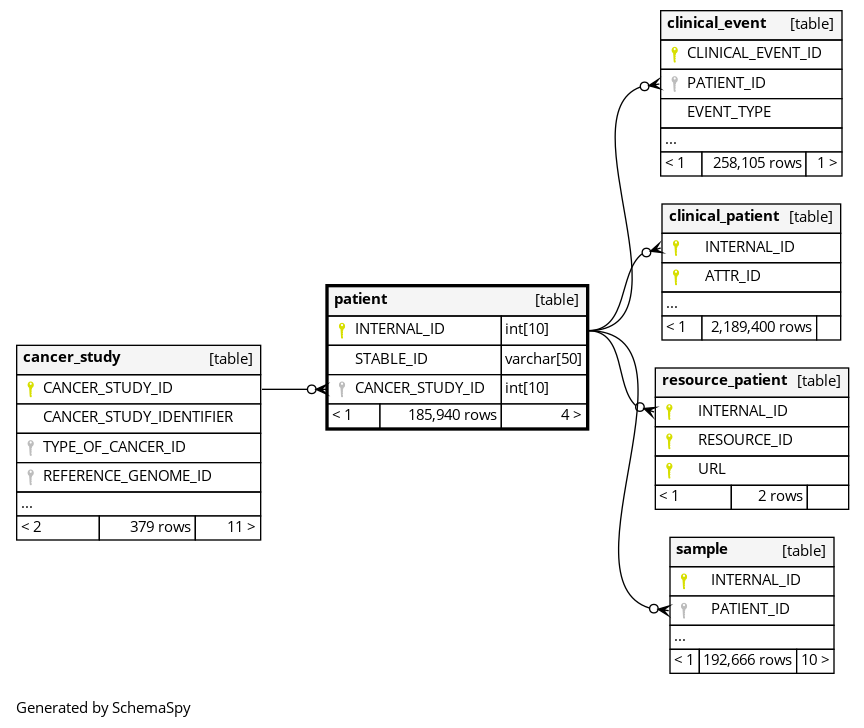 clinical_event [table]
CLINICAL_EVENT_ID
PATIENT_ID
EVENT_TYPE
...
< 1 258,105 rows 1 >
clinical_patient [table]
INTERNAL_ID
ATTR_ID
...
< 1 2,189,400 rows
patient [table]
INTERNAL_ID int[10]
STABLE_ID varchar[50]
CANCER_STUDY_ID int[10]
< 1 185,940 rows 4 >
cancer_study [table]
CANCER_STUDY_ID
CANCER_STUDY_IDENTIFIER
TYPE_OF_CANCER_ID
REFERENCE_GENOME_ID
...
< 2 379 rows 11 >
resource_patient [table]
INTERNAL_ID
RESOURCE_ID
URL
< 1 2 rows
sample [table]
INTERNAL_ID
PATIENT_ID
...
< 1 192,666 rows 10 >
Generated by SchemaSpy